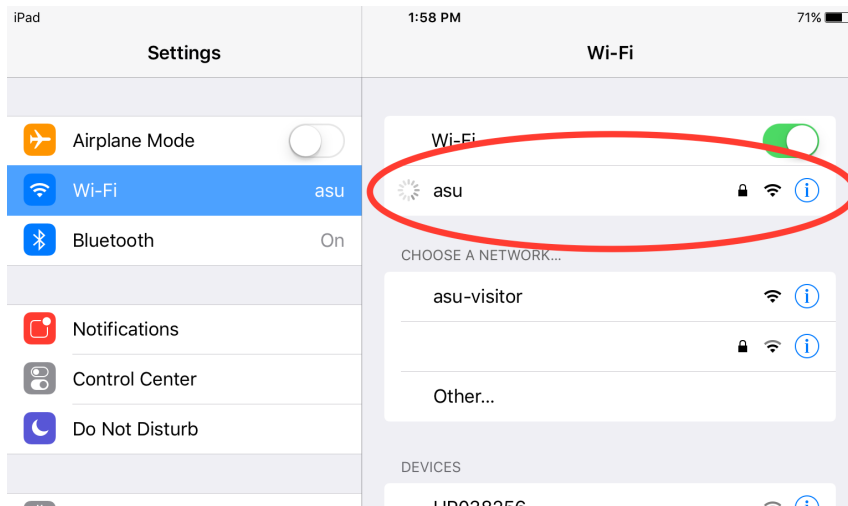 iPad 1:58 PM 71%
Settings
Wi-Fi
Airplane Mode
Wi-Fi asu
Bluetooth On
Notifications
Control Center
Do Not Disturb
Wi-Fi
asu
CHOOSE A NETWORK...
asu-visitor
Other...
DEVICES